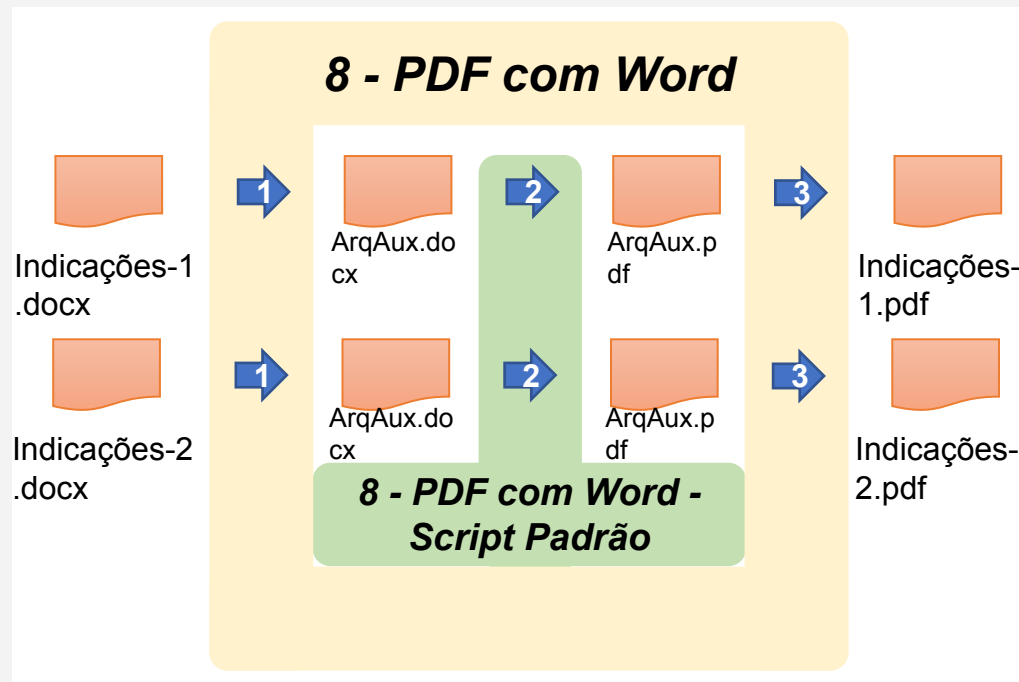 8 - PDF com Word
1
2
3
ArqAux.do
cx
ArqAux.p
df
Indicações-1
.docx
Indicações-
1.pdf
1
2
3
ArqAux.do
cx
ArqAux.p
df
Indicações-2
.docx
Indicações-
2.pdf
8 - PDF com Word -
Script Padrão